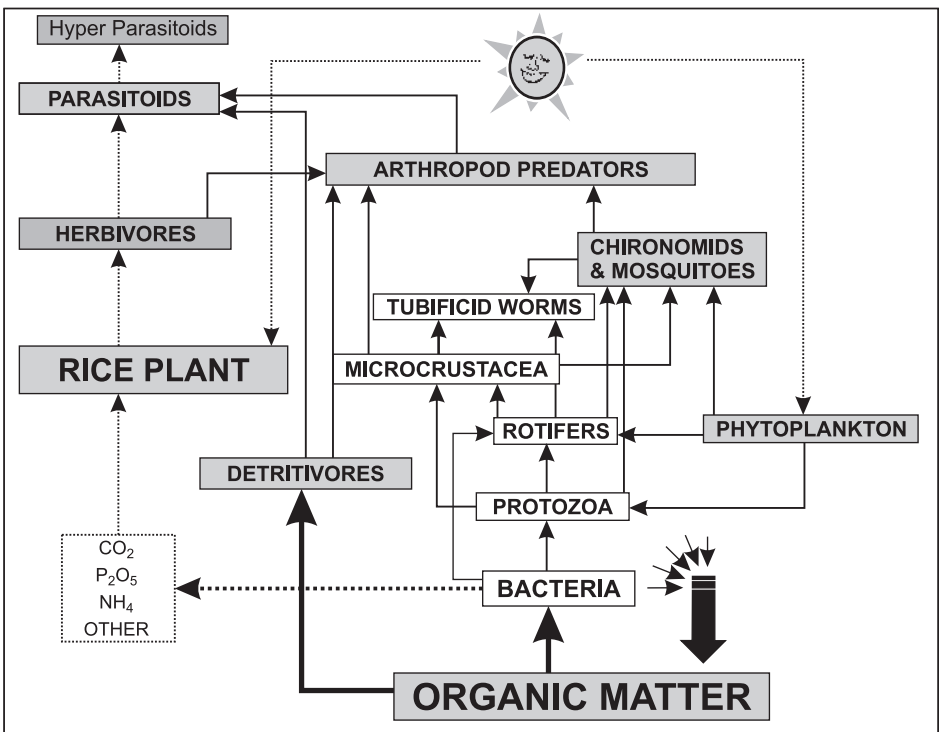 Hyper Parasitoids
PARASITOIDS
ARTHROPOD PREDATORS
HERBIVORES
CHIRONOMIDS
& MOSQUITOES
TUBIFICID WORMS
RICE PLANT
MICROCRUSTACEA
ROTIFERS
PHYTOPLANKTON
DETRITIVORES
PROTOZOA
CO₂
P₂O₅
NH₄
OTHER
BACTERIA
ORGANIC MATTER